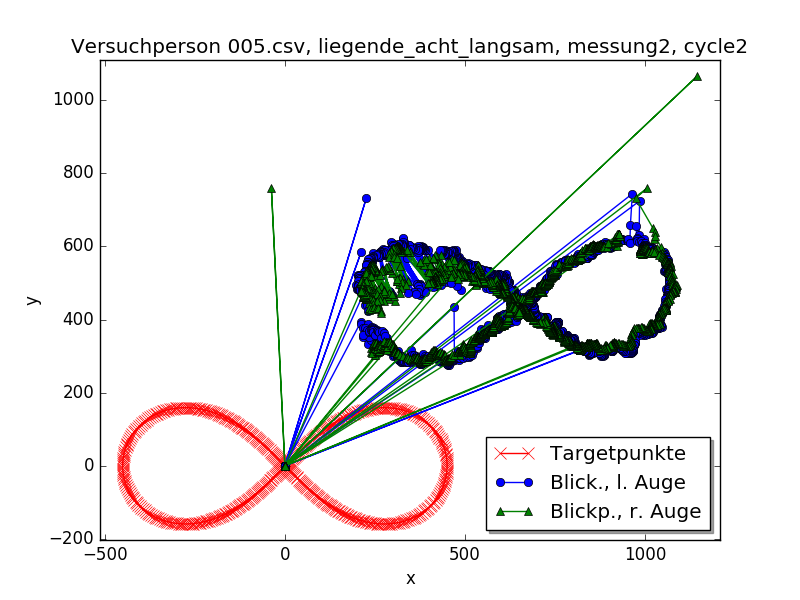 Versuchperson 005.csv, liegende_acht_langsam, messung2, cycle2
1000
800
600
400
200
0
−200
y
−500
0
500
1000
x
Targetpunkte
Blick., l. Auge
Blickp., r. Auge